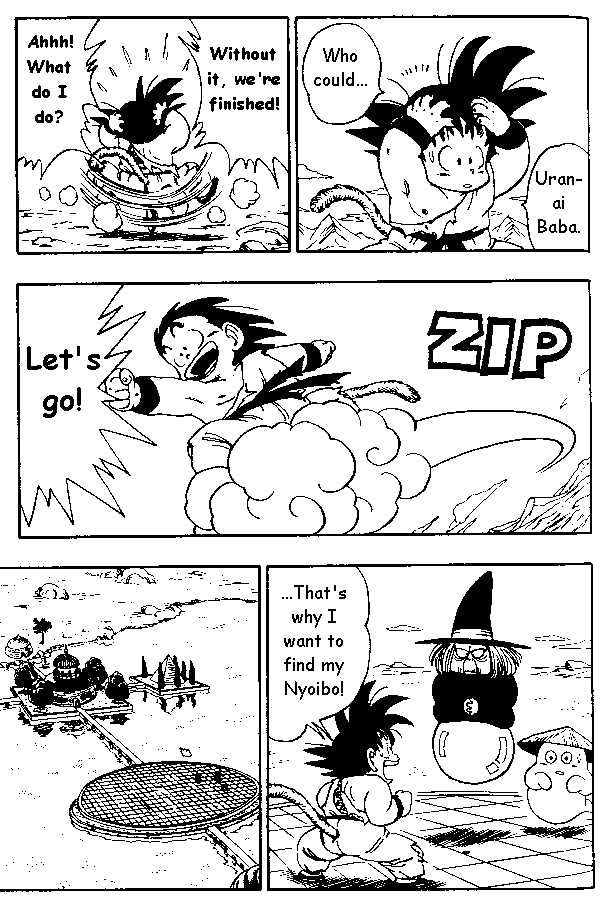 Ahhh!
What
do I
do?
Without
it, we're
finished!
Who
could...
Uran-
ai
Baba.
Let's
go!
ZIP
...That's
why I
want to
find my
Nyoibo!